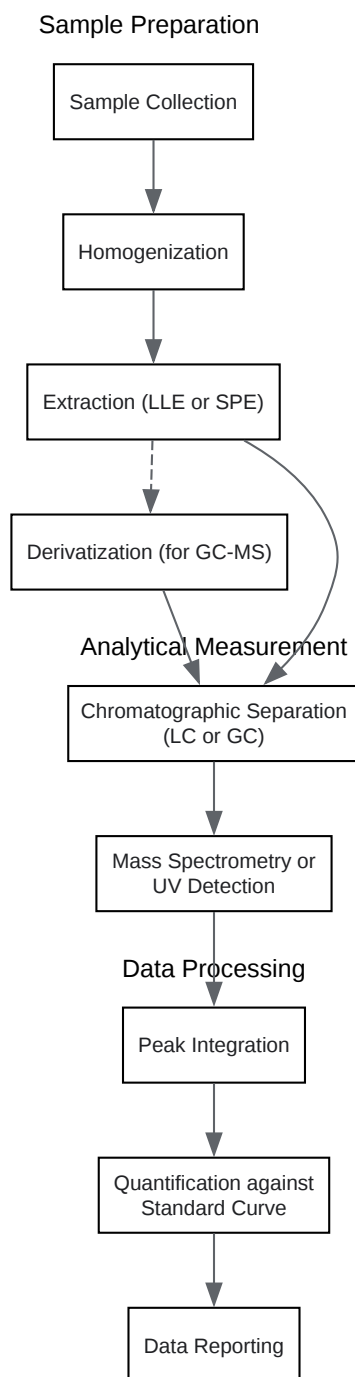 Sample Preparation
Sample Collection
Homogenization
Extraction (LLE or SPE)
Derivatization (for GC-MS)
Analytical Measurement
Chromatographic Separation
(LC or GC)
Mass Spectrometry or
UV Detection
Data Processing
Peak Integration
Quantification against
Standard Curve
Data Reporting